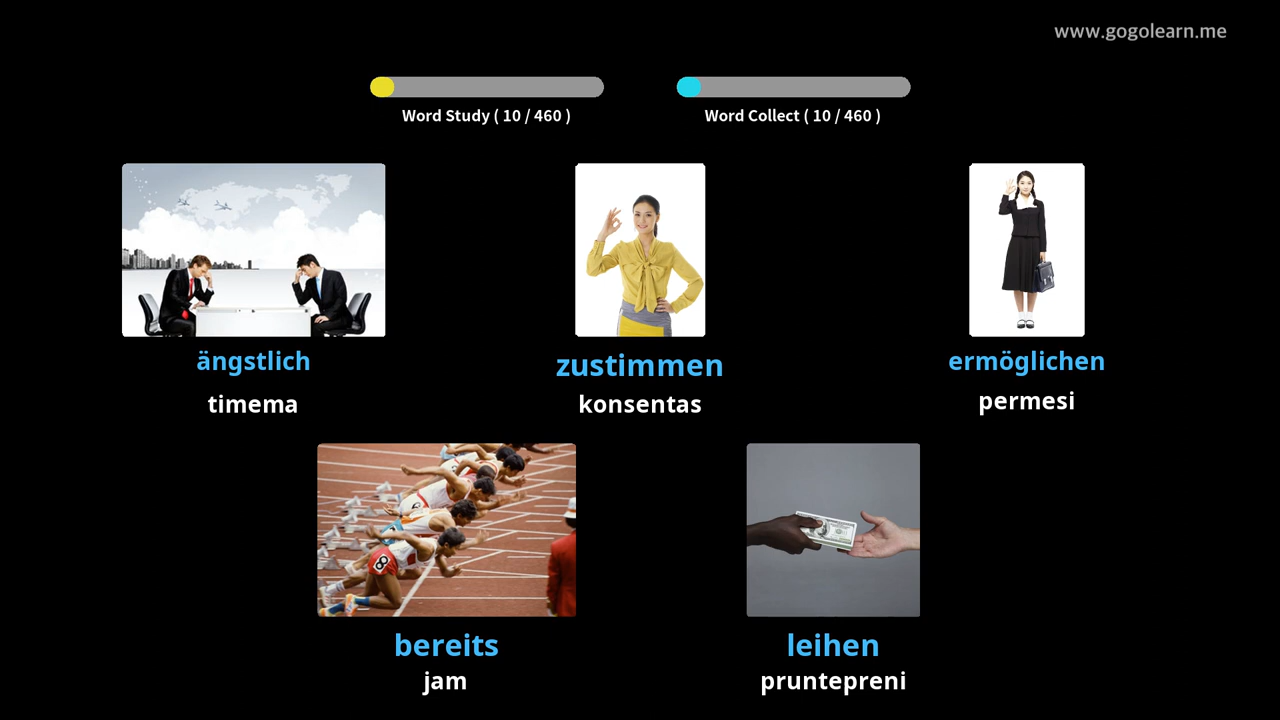 www.gogolearn.me
Word Study ( 10 / 460 )
Word Collect ( 10 / 460 )
ängstlich
timema
zustimmen
konsentas
ermöglichen
permesi
bereits
jam
leihen
pruntepreni
8